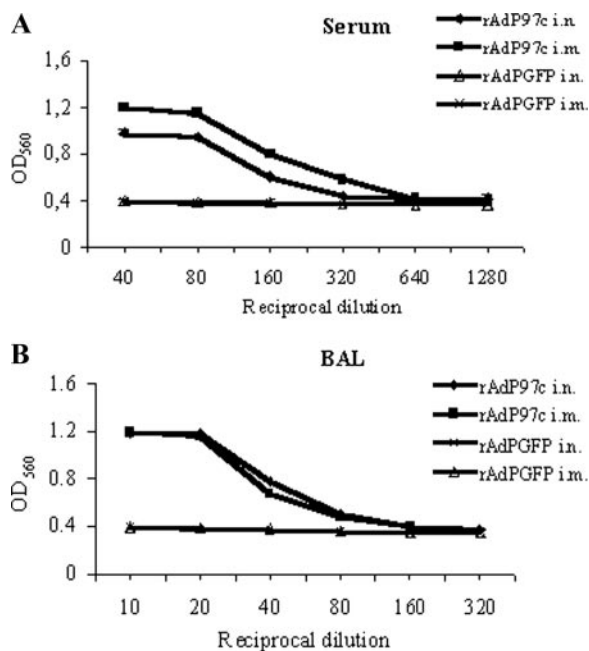 A
Serum
rAdP97c i.n.
rAdP97c i.m.
rAdPGFP i.n.
rAdPGFP i.m.
OD560
1,6
1,2
0,8
0,4
0
40 80 160 320 640 1280
Reciprocal dilution
B
BAL
rAdP97c i.n.
rAdP97c i.m.
rAdPGFP i.n.
rAdPGFP i.m.
OD560
1.6
1.2
0.8
0.4
0
10 20 40 80 160 320
Reciprocal dilution